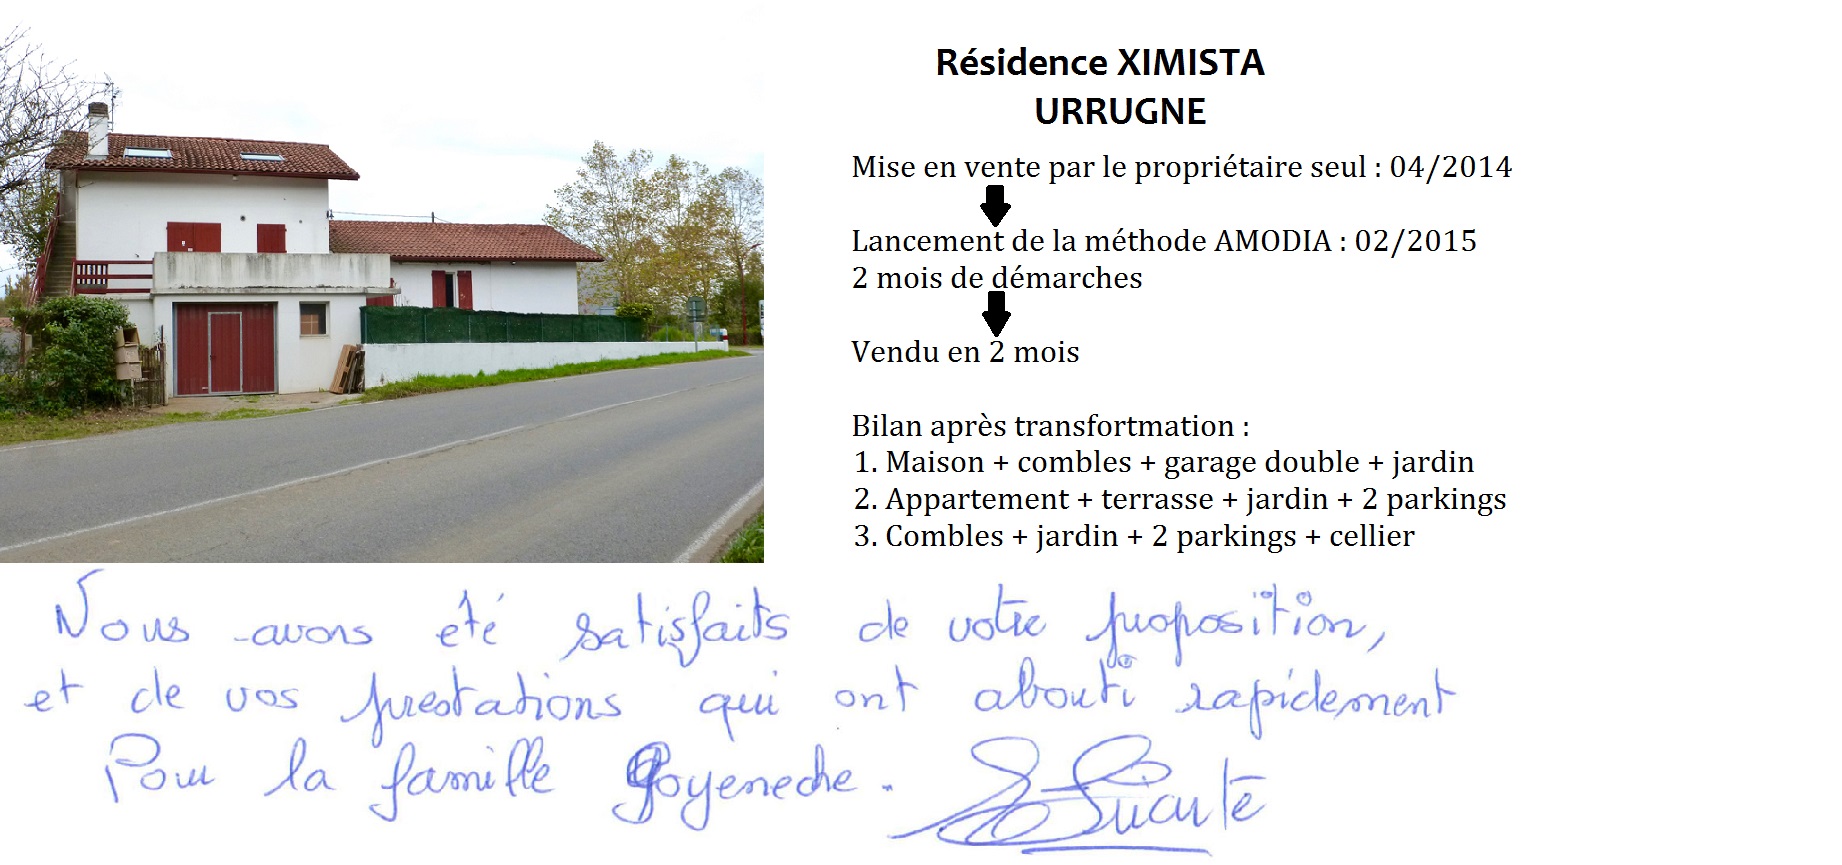 Résidence XIMISTA
URRUGNE
Mise en vente par le propriétaire seul : 04/2014
Lancement de la méthode AMODIA : 02/2015
2 mois de démarches
Vendu en 2 mois
Bilan après transfortmation :
1. Maison + combles + garage double + jardin
2. Appartement + terrasse + jardin + 2 parkings
3. Combles + jardin + 2 parkings + cellier
Nous avons été satisfaits de votre proposition,
et de vos prestations qui ont abouti rapidement
Pour la famille Goyeneche.